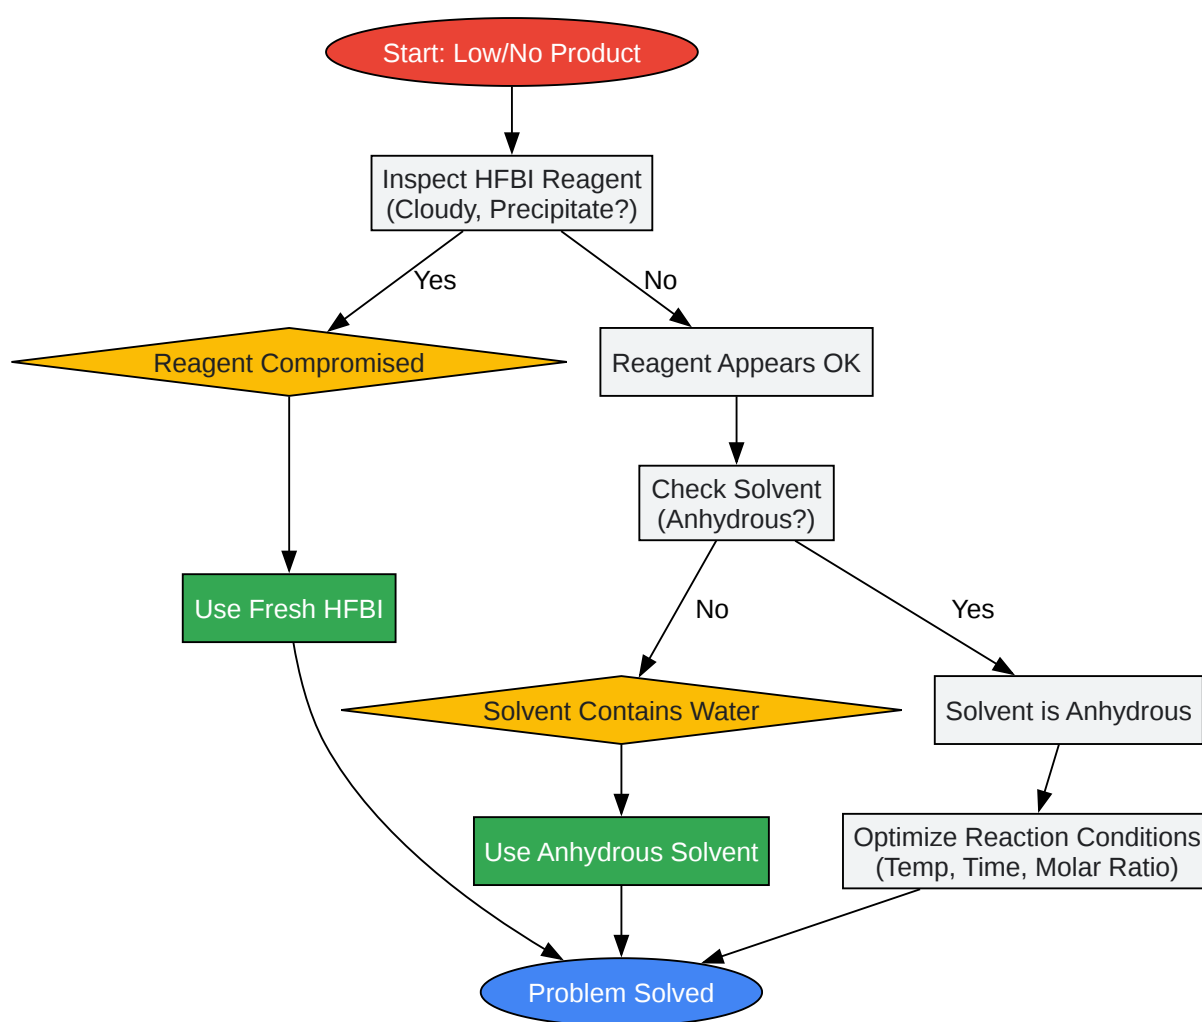 Start: Low/No Product
Inspect HFBI Reagent
(Cloudy, Precipitate?)
Yes
No
Reagent Compromised
Reagent Appears OK
Check Solvent
(Anhydrous?)
Use Fresh HFBI
No
Yes
Solvent Contains Water
Solvent is Anhydrous
Use Anhydrous Solvent
Optimize Reaction Conditions
(Temp, Time, Molar Ratio)
Problem Solved